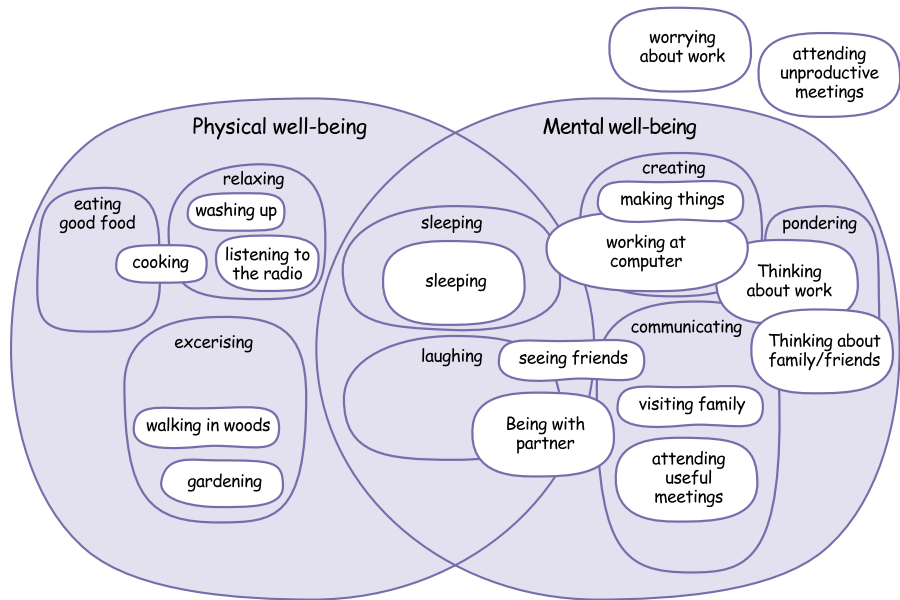 worrying
about work
attending
unproductive
meetings
Physical well-being
Mental well-being
creating
relaxing
making things
eating
good food
washing up
sleeping
pondering
listening to
the radio
cooking
working at
computer
sleeping
Thinking
about work
excerising
laughing
communicating
seeing friends
Thinking about
family/friends
visiting family
walking in woods
Being with
partner
attending
useful
meetings
gardening